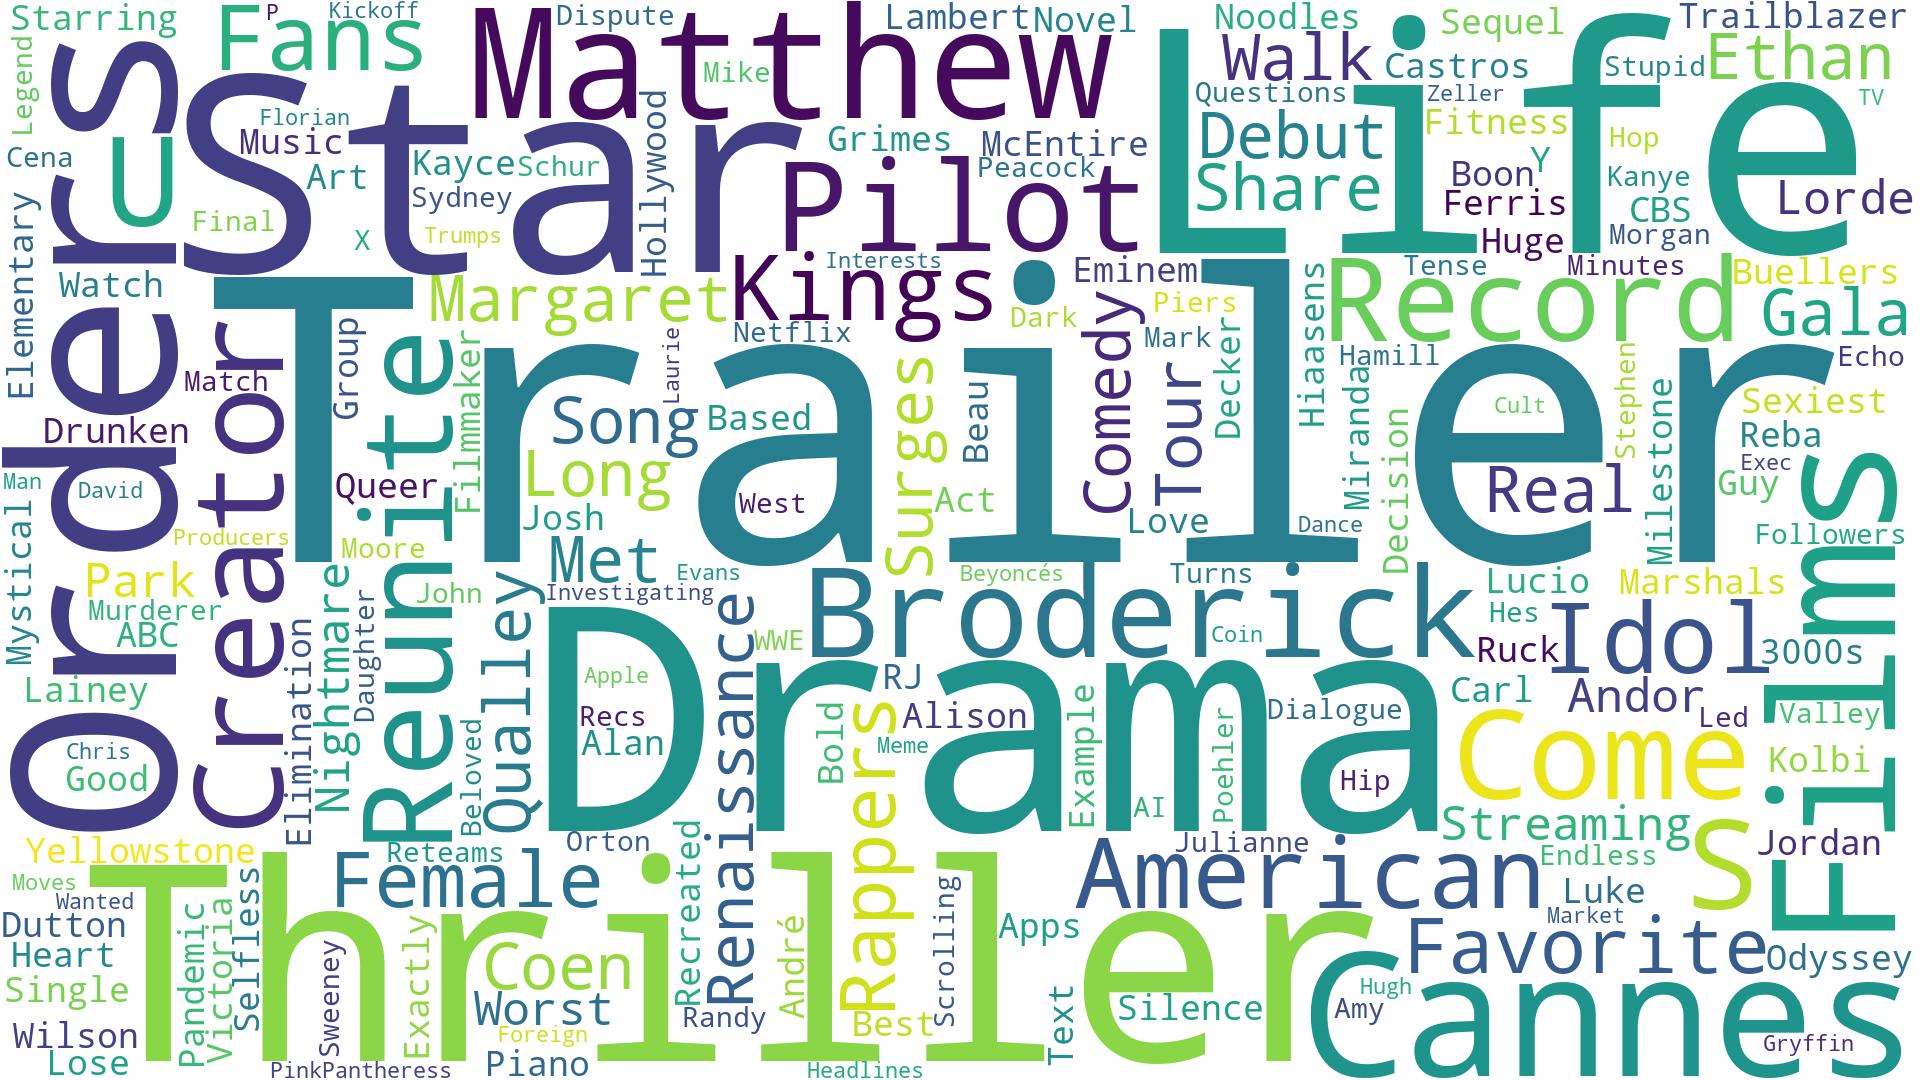 Starring
P
Kickoff
Fans
Matthew
Dispute
Lambert
Novel
Life
Noodles
Sequel
Trailblazer
Legend
Orders
U
Star
Mike
Walk
Castros
Stupid
Ethan
Questions
Zeller
TV
Florian
Hollywood
Music
Cena
Grimes
McEntire
Debut
Fitness
Hop
Art
Kayce
Schur
Peacock
Pilot
Share
Boon
Y
Kanye
Sydney
Ferris
CBS
Lorde
Final
X
Trumps
Huge
Morgan
Elementary
Watch
Trailer
Margaret
Kings
Interests
Eminem
Hiaasens
Record
Tense
Minutes
Buellers
Gala
Dark
Piers
Creator
Group
Reunite
Filmmaker
Laurie
Netflix
Comedy
Mark
Decker
Hamill
Echo
Match
Surges
Beau
Tour
Miranda
Decision
Cult
Stephen
Milestone
Sexiest
Drunken
Song
Based
Reba
Exec
Man
David
Queer
Long
West
Act
Real
Guy
Films
Mystical
Producers
Josh
Love
Dance
Followers
Moore
Met
Park
Nightmare
John
Qualley
Evans
Investigating
Beyoncés
Turns
Broderick
Lucio
Marshals
Murderer
Daughter
Hes
ABC
Elimination
Drama
Renaissance
WWE
Coin
Ruck
Idol
3000s
Lainey
Apple
RJ
Carl
Andor
Recs
Alison
Bold
Rappers
Example
Poehler
Dialogue
Led
Valley
Chris
Good
Beloved
Alan
Meme
Hip
Come
Kolbi
AI
Yellowstone
Reteams
Orton
Recreated
Julianne
Streaming
Endless
S
Jordan
Moves
Wanted
Thriller
Female
American
Luke
Market
Dutton
Pandemic
Victoria
Selfless
Heart
Sweeney
Exactly
Coen
André
Scrolling
Apps
Favorite
Odyssey
Single
Worst
Silence
Cannes
Hugh
Amy
Wilson
Randy
Best
Text
Foreign
Gryffin
Lose
PinkPantheress
Piano
Headlines